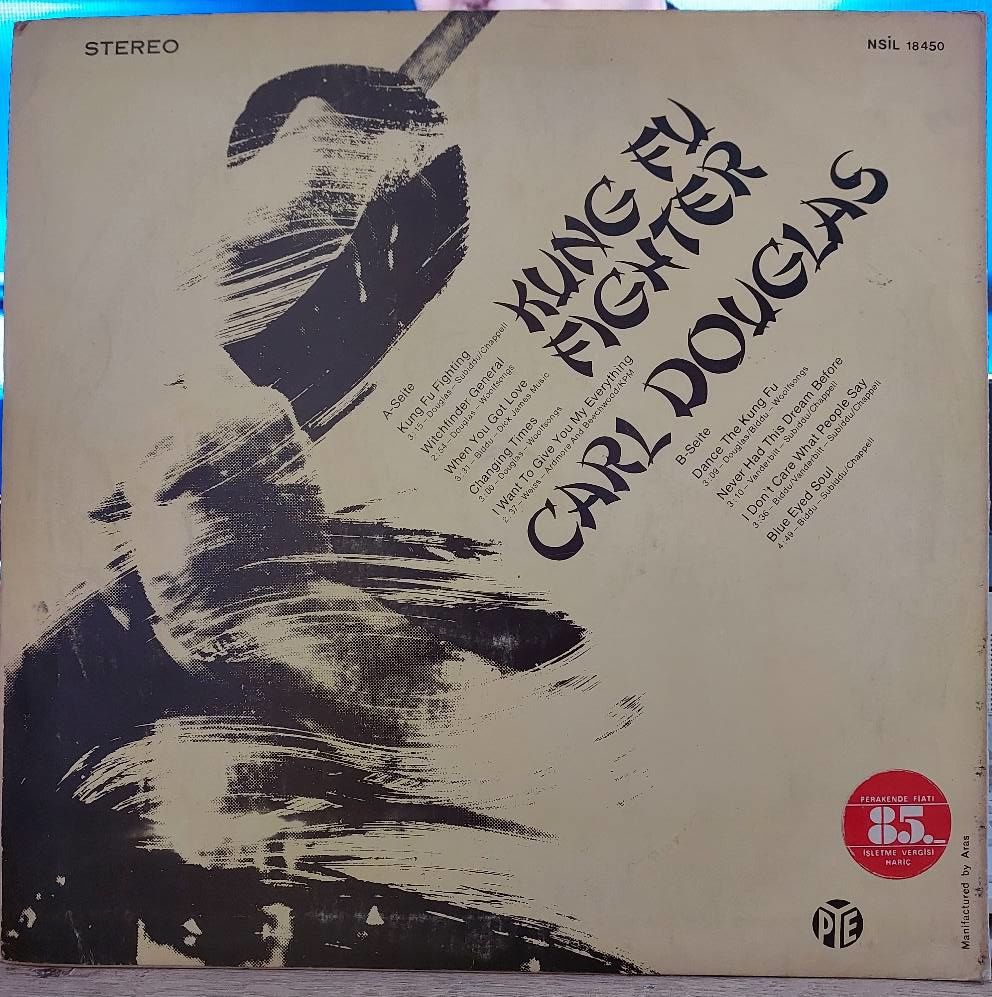 STEREO
NSİL 18450
KUNG FU
FIGHTER
CARL DOUGLAS
A-Seite
Kung Fu Fighting
3:15 – Douglas – Subiddu/Chappell
Witchfinder General
Douglas – Woolfsongs
When You Got Love
3:31 – Biddu – Dick James Music
Changing Times
3:00 – Douglas – Woolfsongs
I Want To Give You My Everything
2:37 – Weiss – Ardmore And Beechwood/KPM
B-Seite
Dance The Kung Fu
3:09 – Douglas/Biddu – Woolfsongs
Never Had This Dream Before
3:10 – Vanderbilt – Subiddu/Chappell
I Don't Care What People Say
3:36 – Biddu/Vanderbilt – Subiddu/Chappell
Blue Eyed Soul
4:49 – Biddu – Subiddu/Chappell
PERAKENDE FİATI
85._
İŞLETME VERGİSİ
HARİÇ
PYE
Manifactured by Aras